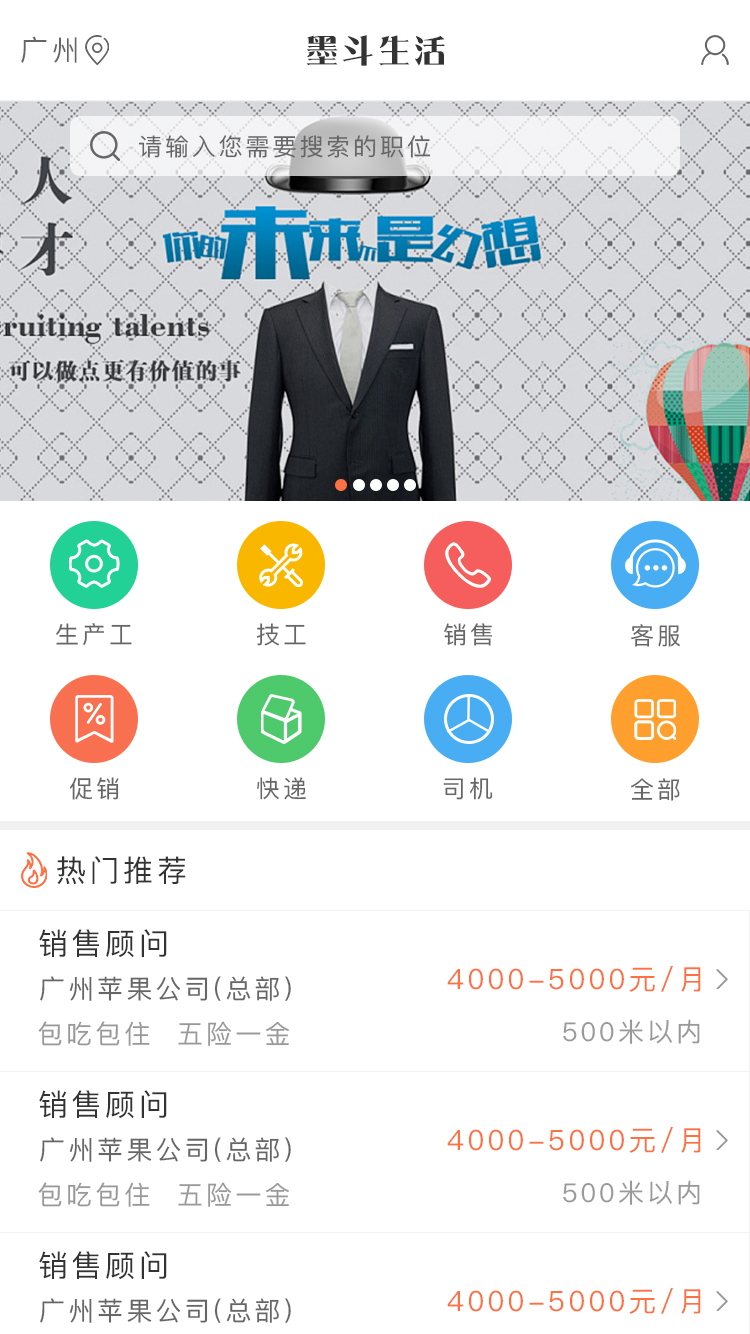 广州
墨斗生活
请输入您需要搜索的职位
人才
你的未来m是幻想
ruiting talents
可以做点更有价值的事
生产工
技工
销售
客服
促销
快递
司机
全部
热门推荐
销售顾问
广州苹果公司(总部)
4000-5000元/月
包吃包住 五险一金
500米以内
销售顾问
广州苹果公司(总部)
4000-5000元/月
包吃包住 五险一金
500米以内
销售顾问
广州苹果公司(总部)
4000-5000元/月